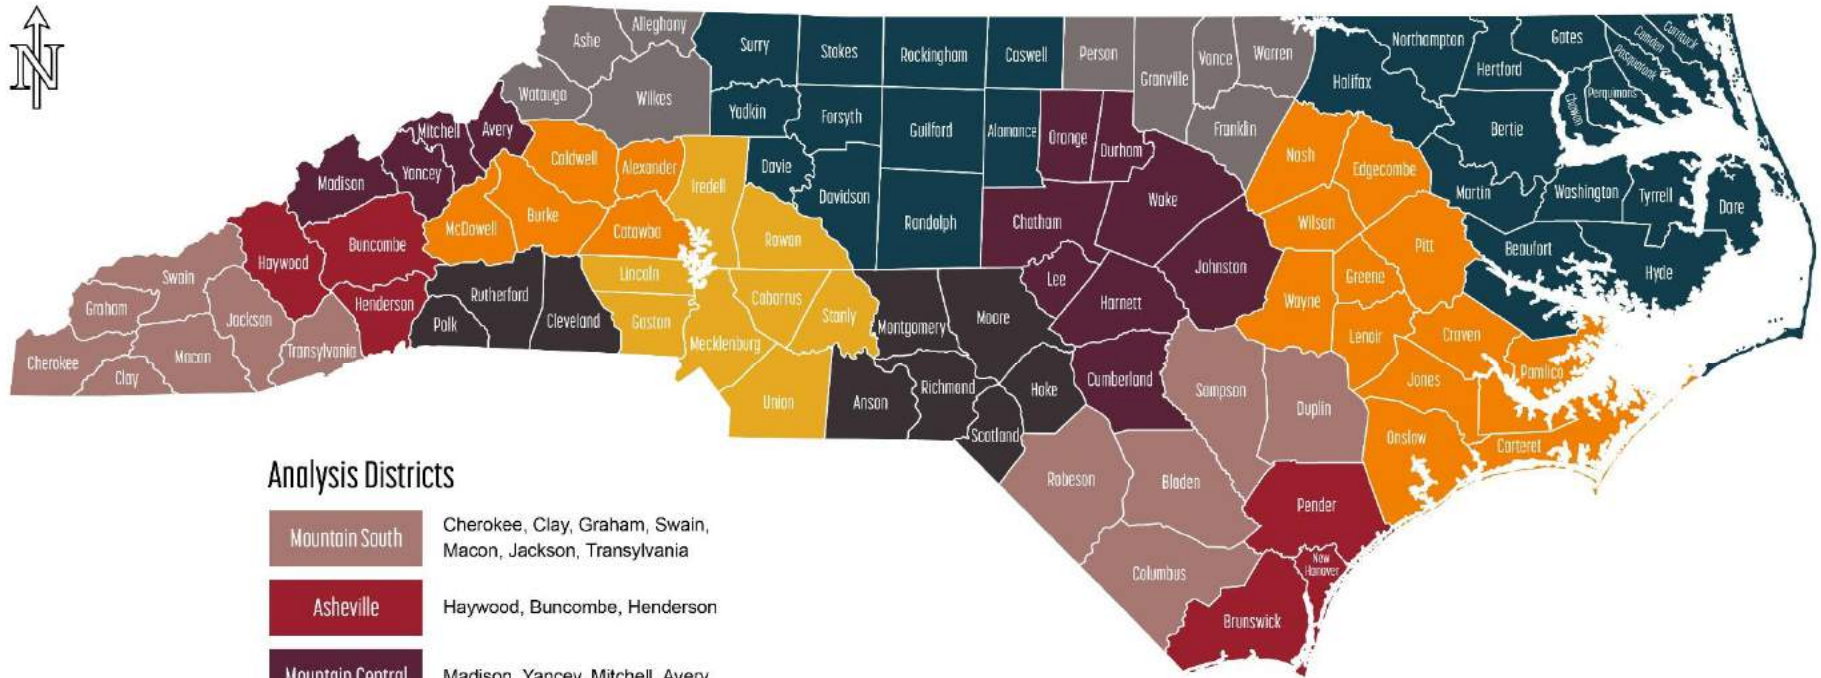 N
Ashe
Alleghany
Surry
Stokes
Rockingham
Caswell
Person
Granville
Vance
Warren
Northampton
Gates
Camden
Currituck
Pasquotank
Hertford
Halifax
Perquimans
Chowan
Watauga
Wilkes
Yadkin
Forsyth
Guilford
Alamance
Orange
Durham
Franklin
Bertie
Mitchell
Avery
Caldwell
Alexander
Iredell
Davie
Nash
Edgecombe
Madison
Yancey
Davidson
Randolph
Chatham
Wake
Wilson
Martin
Washington
Tyrrell
Dare
McDowell
Burke
Catawba
Rowan
Pitt
Beaufort
Hyde
Haywood
Buncombe
Swain
Lincoln
Lee
Johnston
Greene
Wayne
Graham
Jackson
Henderson
Rutherford
Polk
Cleveland
Gaston
Cabarrus
Stanly
Montgomery
Moore
Harnett
Lenoir
Craven
Cherokee
Clay
Macon
Transylvania
Mecklenburg
Union
Anson
Richmond
Hoke
Cumberland
Sampson
Duplin
Jones
Pamlico
Scotland
Onslow
Carteret
Robeson
Bladen
Pender
Columbus
New
Hanover
Brunswick
Analysis Districts
Mountain South
Cherokee, Clay, Graham, Swain,
Macon, Jackson, Transylvania
Asheville
Haywood, Buncombe, Henderson
Mountain Central
Madison, Yancey, Mitchell, Avery